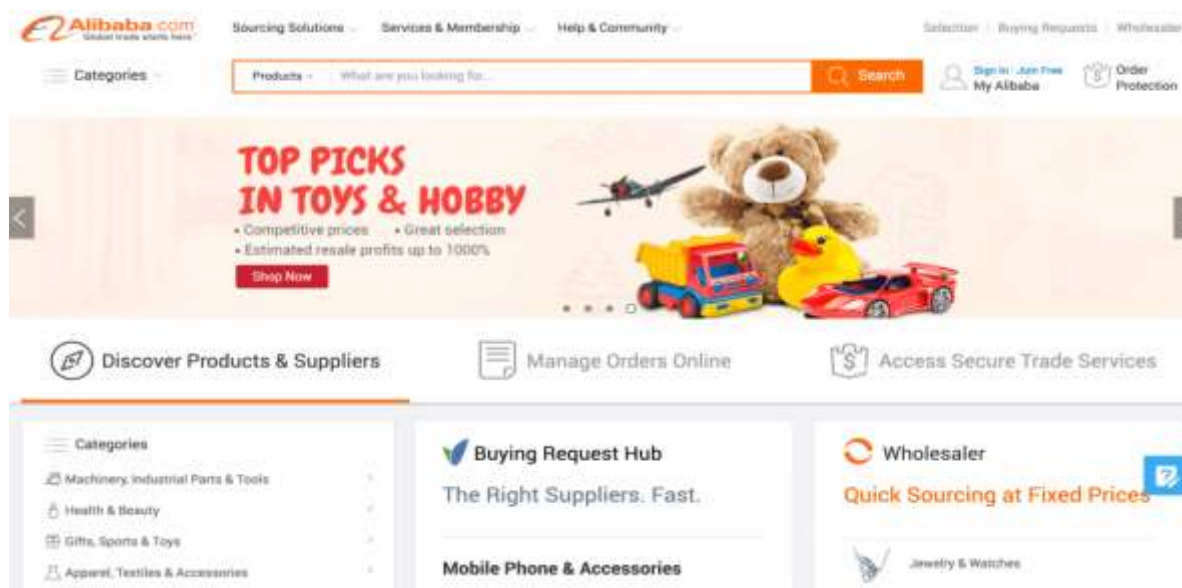 Alibaba.com
Global trade starts here.
Sourcing Solutions
Services & Membership
Help & Community
Selection
Buying Requests
Wholesaler
Categories
Products
What are you looking for...
Search
Sign In
Join Free
My Alibaba
Order
Protection
TOP PICKS
IN TOYS & HOBBY
• Competitive prices • Great selection
• Estimated resale profits up to 1000%
Shop Now
Discover Products & Suppliers
Manage Orders Online
Access Secure Trade Services
Categories
Machinery, Industrial Parts & Tools
Health & Beauty
Gifts, Sports & Toys
Apparel, Textiles & Accessories
Buying Request Hub
The Right Suppliers. Fast.
Mobile Phone & Accessories
Wholesaler
Quick Sourcing at Fixed Prices
Jewelry & Watches